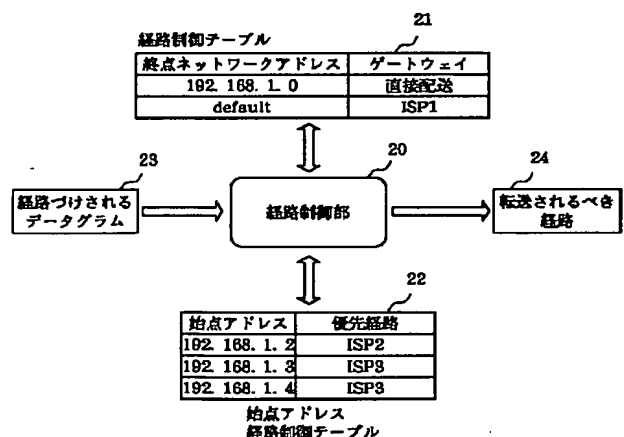 経路制御テーブル
21
終点ネットワークアドレス ゲートウェイ
192. 168. 1. 0 直接配送
default ISP1
20
23
24
経路づけされる
データグラム
経路制御部
転送されるべき
経路
22
始点アドレス 優先経路
192. 168. 1. 2 ISP2
192. 168. 1. 3 ISP3
192. 168. 1. 4 ISP3
始点アドレス
経路制御テーブル